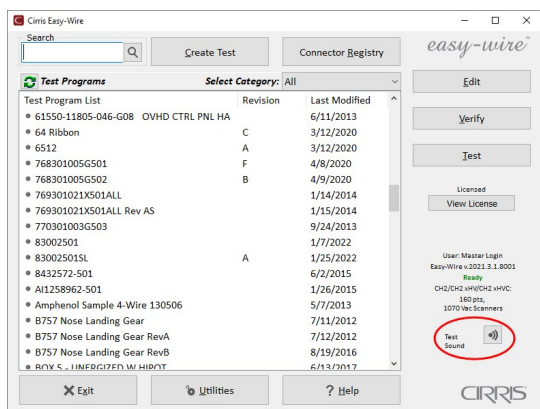 Cirris Easy-Wire
Search
Create Test
Connector Registry
easy-wire™
Test Programs
Select Category: All
Edit
Test Program List Revision Last Modified
61550-11805-046-G08 OVHD CTRL PNL HA 6/11/2013
64 Ribbon C 3/12/2020
6512 A 3/12/2020
768301005G501 F 4/8/2020
768301005G502 B 4/9/2020
769301021X501ALL 1/14/2014
769301021X501ALL Rev AS 1/15/2014
770301003G503 9/24/2013
83002501 1/7/2022
83002501SL A 1/25/2022
8432572-501 6/2/2015
AI1258962-501 1/26/2015
Amphenol Sample 4-Wire 130506 5/7/2013
B757 Nose Landing Gear 7/11/2012
B757 Nose Landing Gear RevA 7/12/2012
B757 Nose Landing Gear RevB 8/19/2016
BOX 5 - UNERGIZED W HIPOT 6/13/2017
Verify
Test
Licensed
View License
User: Master Login
Easy-Wire v.2021.3.1.8001
Ready
CH2/CH2 xHV/CH2 xHVC:
160 pts,
1070 Vac Scanners
Test
Sound
Exit
Utilities
? Help
CIRRIS